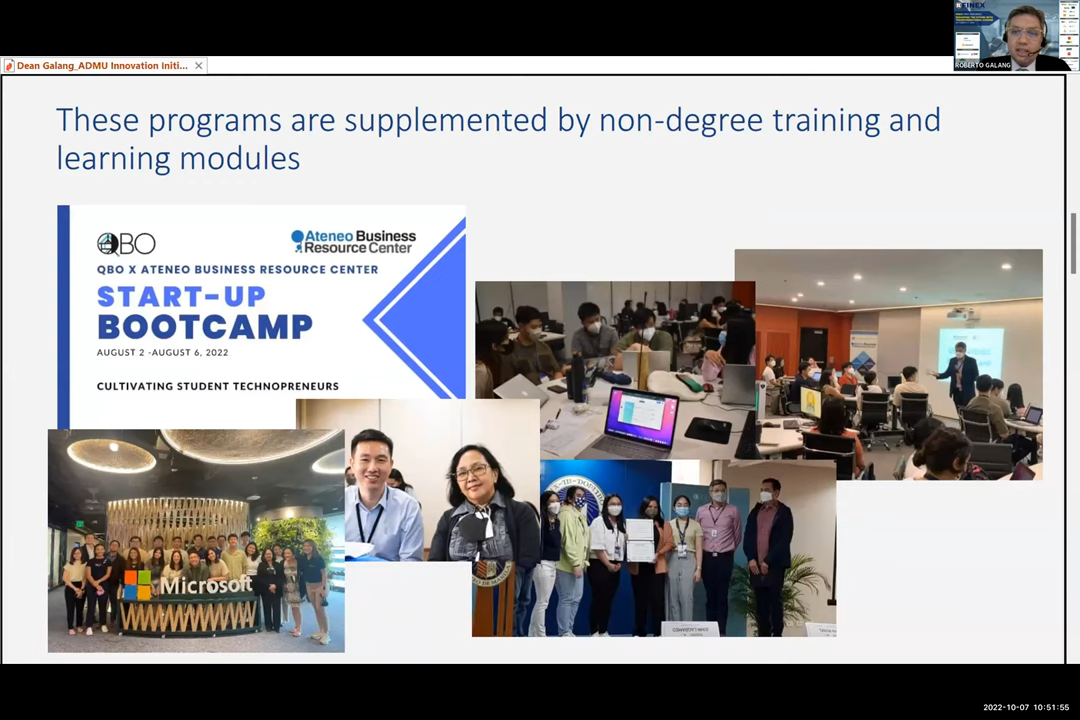 REINEX
ROBERTO GALANG
Dean Galang_ADMU Innovation Initi...
These programs are supplemented by non-degree training and
learning modules
QBO
Ateneo Business
Resource Center
QBO X ATENEO BUSINESS RESOURCE CENTER
START-UP
BOOTCAMP
AUGUST 2 -AUGUST 6, 2022
CULTIVATING STUDENT TECHNOPRENEURS
Microsoft
2022-10-07 10:51:55